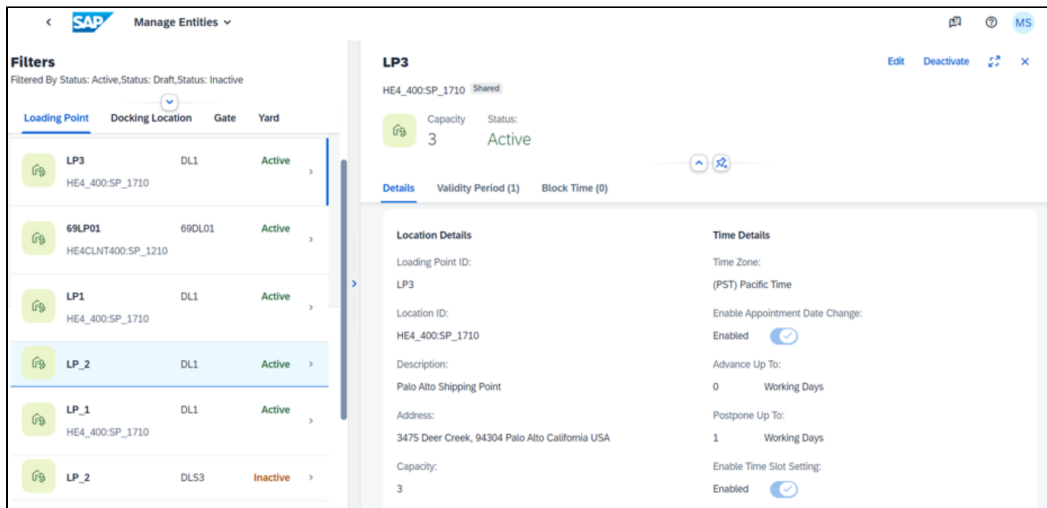 SAP Manage Entities
MS
Filters
Filtered By Status: Active,Status: Draft,Status: Inactive
Loading Point Docking Location Gate Yard
LP3 DL1 Active
HE4_400:SP_1710
69LP01 69DL01 Active
HE4CLNT400:SP_1210
LP1 DL1 Active
HE4_400:SP_1710
LP_2 DL1 Active
LP_1 DL1 Active
HE4_400:SP_1710
LP_2 DLS3 Inactive
LP3 Edit Deactivate
HE4_400:SP_1710 Shared
Capacity Status:
3 Active
Details Validity Period (1) Block Time (0)
Location Details
Loading Point ID:
LP3
Location ID:
HE4_400:SP_1710
Description:
Palo Alto Shipping Point
Address:
3475 Deer Creek, 94304 Palo Alto California USA
Capacity:
3
Time Details
Time Zone:
(PST) Pacific Time
Enable Appointment Date Change:
Enabled
Advance Up To:
0 Working Days
Postpone Up To:
1 Working Days
Enable Time Slot Setting:
Enabled